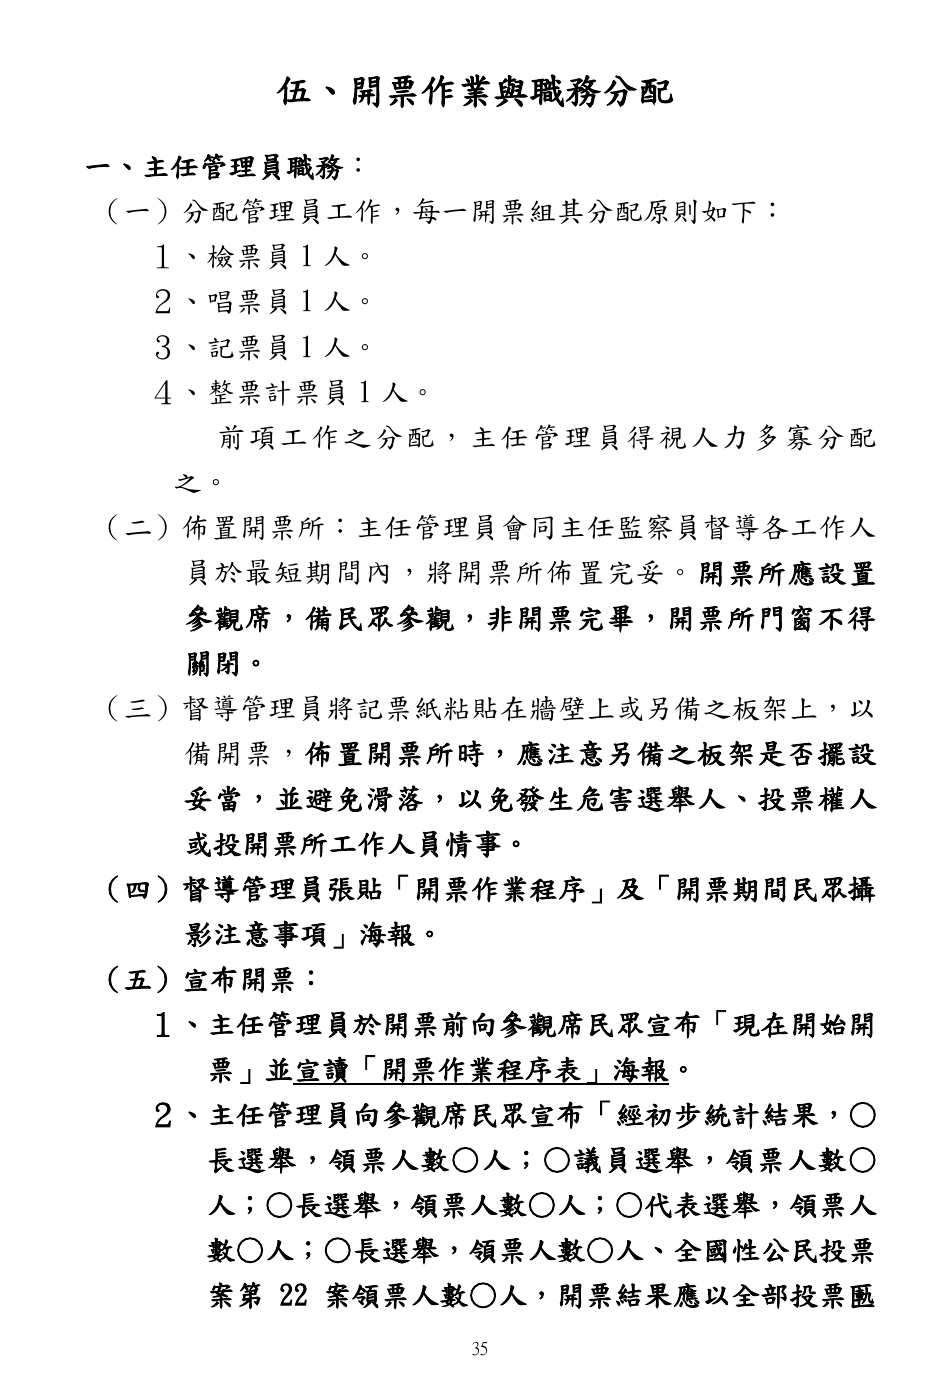 伍、開票作業與職務分配
一、主任管理員職務：
（一）分配管理員工作，每一開票組其分配原則如下：
１、檢票員１人。
２、唱票員１人。
３、記票員１人。
４、整票計票員１人。
前項工作之分配，主任管理員得視人力多寡分配
之。
（二）佈置開票所：主任管理員會同主任監察員督導各工作人
員於最短期間內，將開票所佈置完妥。開票所應設置
參觀席，備民眾參觀，非開票完畢，開票所門窗不得
關閉。
（三）督導管理員將記票紙粘貼在牆壁上或另備之板架上，以
備開票，佈置開票所時，應注意另備之板架是否擺設
妥當，並避免滑落，以免發生危害選舉人、投票權人
或投開票所工作人員情事。
（四）督導管理員張貼「開票作業程序」及「開票期間民眾攝
影注意事項」海報。
（五）宣布開票：
１、主任管理員於開票前向參觀席民眾宣布「現在開始開
票」並宣讀「開票作業程序表」海報。
２、主任管理員向參觀席民眾宣布「經初步統計結果，○
長選舉，領票人數○人；○議員選舉，領票人數○
人；○長選舉，領票人數○人；○代表選舉，領票人
數○人；○長選舉，領票人數○人、全國性公民投票
案第 22 案領票人數○人，開票結果應以全部投票匭
35